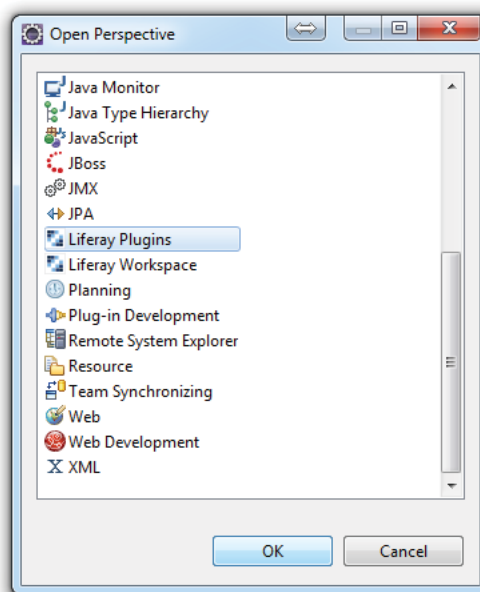 Open Perspective
Java Monitor
Java Type Hierarchy
JavaScript
JBoss
JMX
JPA
Liferay Plugins
Liferay Workspace
Planning
Plug-in Development
Remote System Explorer
Resource
Team Synchronizing
Web
Web Development
XML
OK Cancel